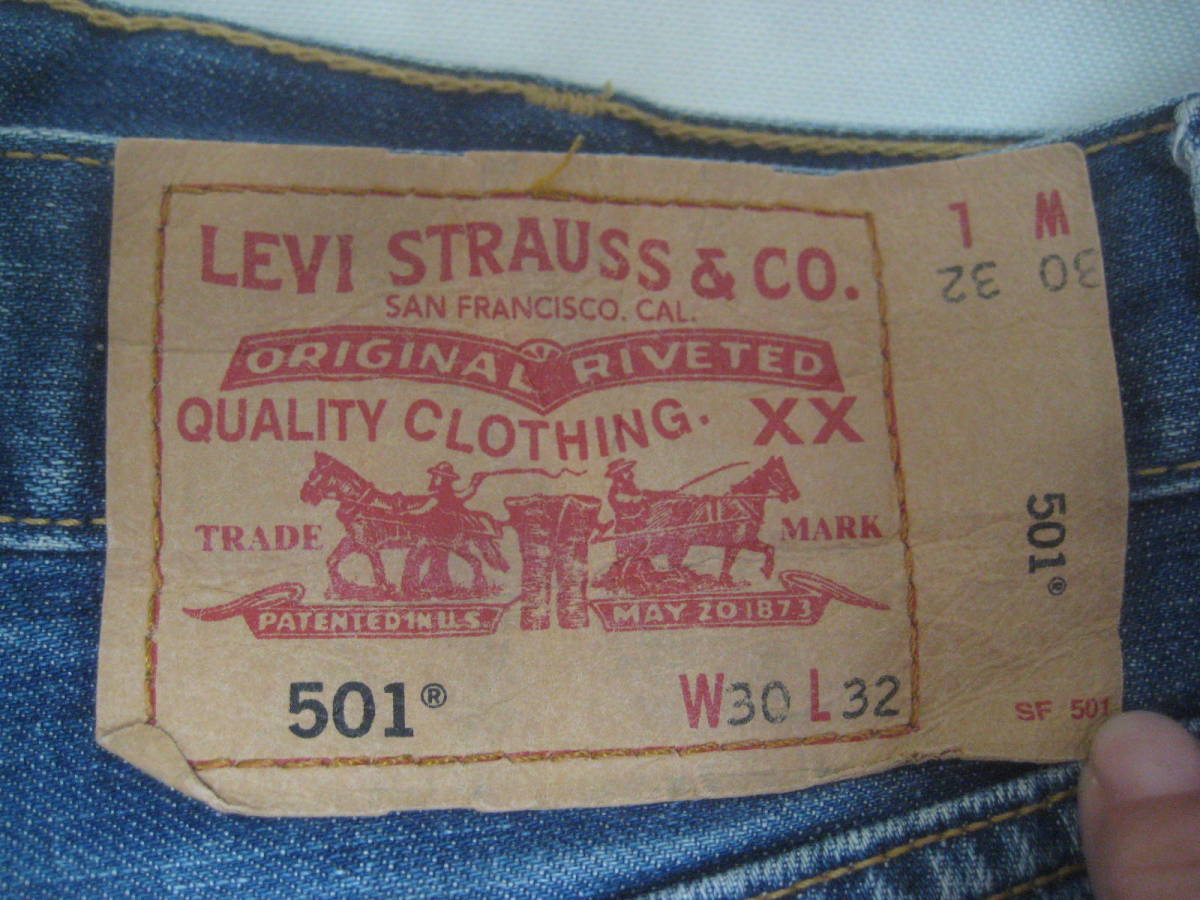 LEVI STRAUSS & CO.
SAN FRANCISCO. CAL.
ORIGINAL RIVETED
QUALITY CLOTHING. XX
TRADE MARK
PATENTED IN U.S. MAY 20 1873
501®
W30 L32
W L
30 32
501®
SF 501